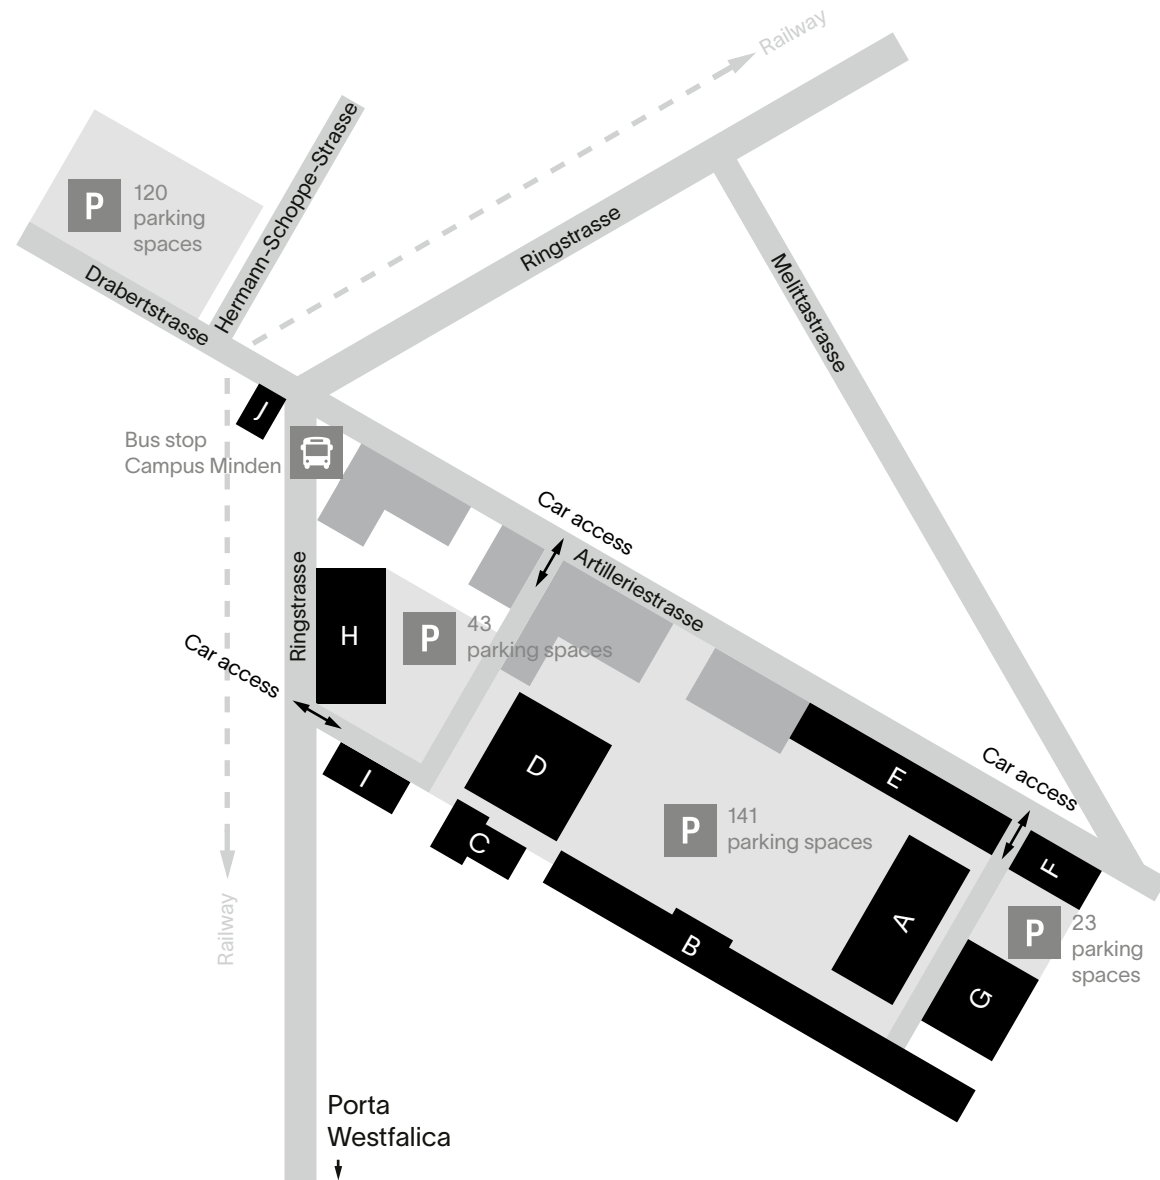 Railway
Hermann-Schoppe-Strasse
P
120
parking
spaces
Ringstrasse
Drabertstrasse
Melittastrasse
J
Bus stop
Campus Minden
Car access
Artilleriestrasse
Ringstrasse
H
P
43
parking spaces
Car access
D
I
E
Car access
P
141
parking spaces
C
F
A
P
23
parking
spaces
B
G
Railway
Porta
Westfalica